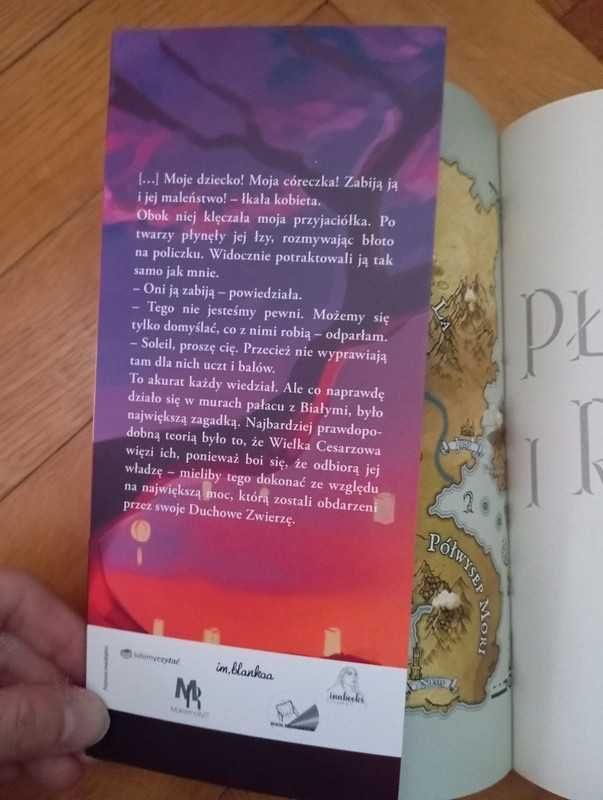 [...] Moje dziecko! Moja córeczka! Zabiją ją
i jej maleństwo! – łkała kobieta.
Obok niej klęczała moja przyjaciółka. Po
twarzy płynęły jej łzy, rozmywając błoto
na policzku. Widocznie potraktowali ją tak
samo jak mnie.
– Oni ją zabiją – powiedziała.
– Tego nie jesteśmy pewni. Możemy się
tylko domyślać, co z nimi robią – odparłam.
– Soleil, proszę cię. Przecież nie wyprawiają
tam dla nich uczt i balów.
To akurat każdy wiedział. Ale co naprawdę
działo się w murach pałacu z Białymi, było
największą zagadką. Najbardziej prawdopo-
dobną teorią było to, że Wielka Cesarzowa
więzi ich, ponieważ boi się, że odbiorą jej
władzę – mieliby tego dokonać ze względu
na największą moc, którą zostali obdarzeni
przez swoje Duchowe Zwierzę.
lubimyczytać
im.blankaa
MR
innbooks
PŁ
I
Półwysep Mori